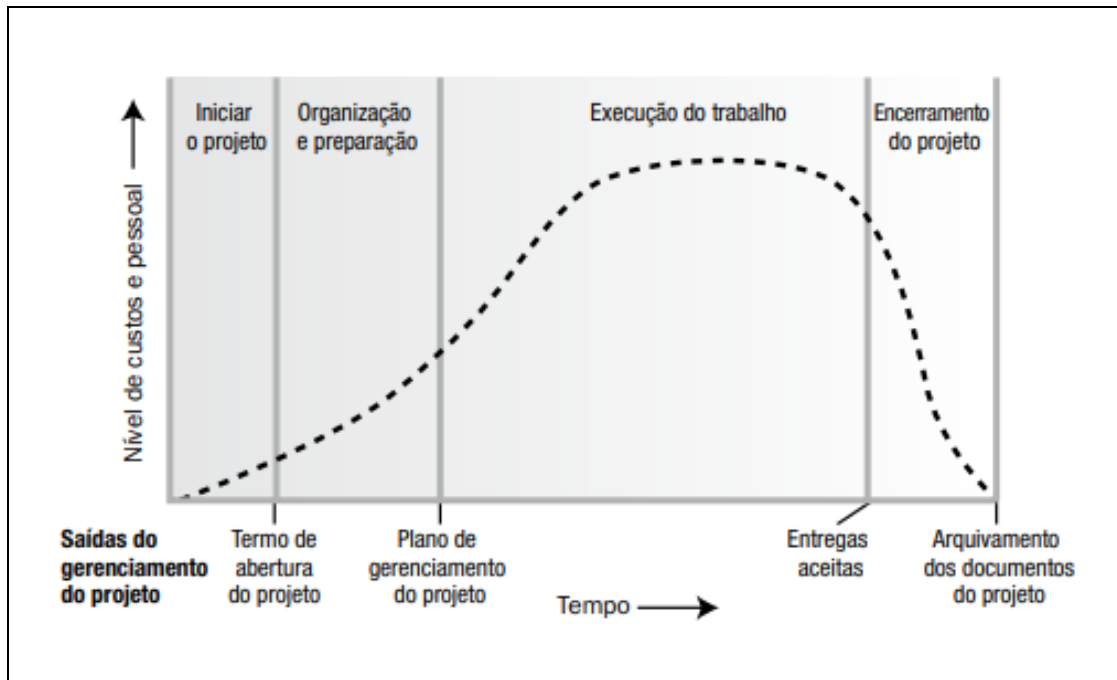 Iniciar
o projeto
Organização
e preparação
Execução do trabalho
Encerramento
do projeto
Nível de custos e pessoal
Saídas do
gerenciamento
do projeto
Termo de
abertura
do projeto
Plano de
gerenciamento
do projeto
Tempo
Entregas
aceitas
Arquivamento
dos documentos
do projeto